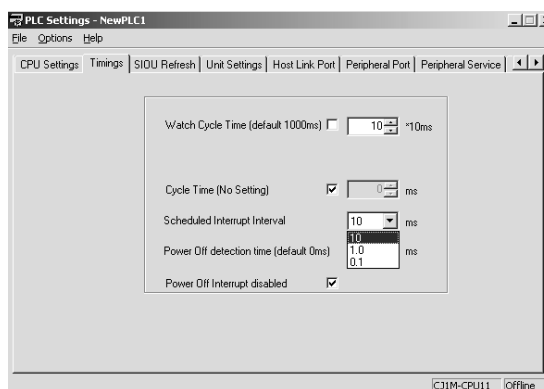 PLC Settings - NewPLC1
File Options Help
CPU Settings Timings SIOU Refresh Unit Settings Host Link Port Peripheral Port Peripheral Service
Watch Cycle Time (default 1000ms) 10 *10ms
Cycle Time (No Setting) 0 ms
Scheduled Interrupt Interval 10 ms
10
Power Off detection time (default 0ms) 1.0 ms
0.1
Power Off Interrupt disabled
CJ1M-CPU11 Offline